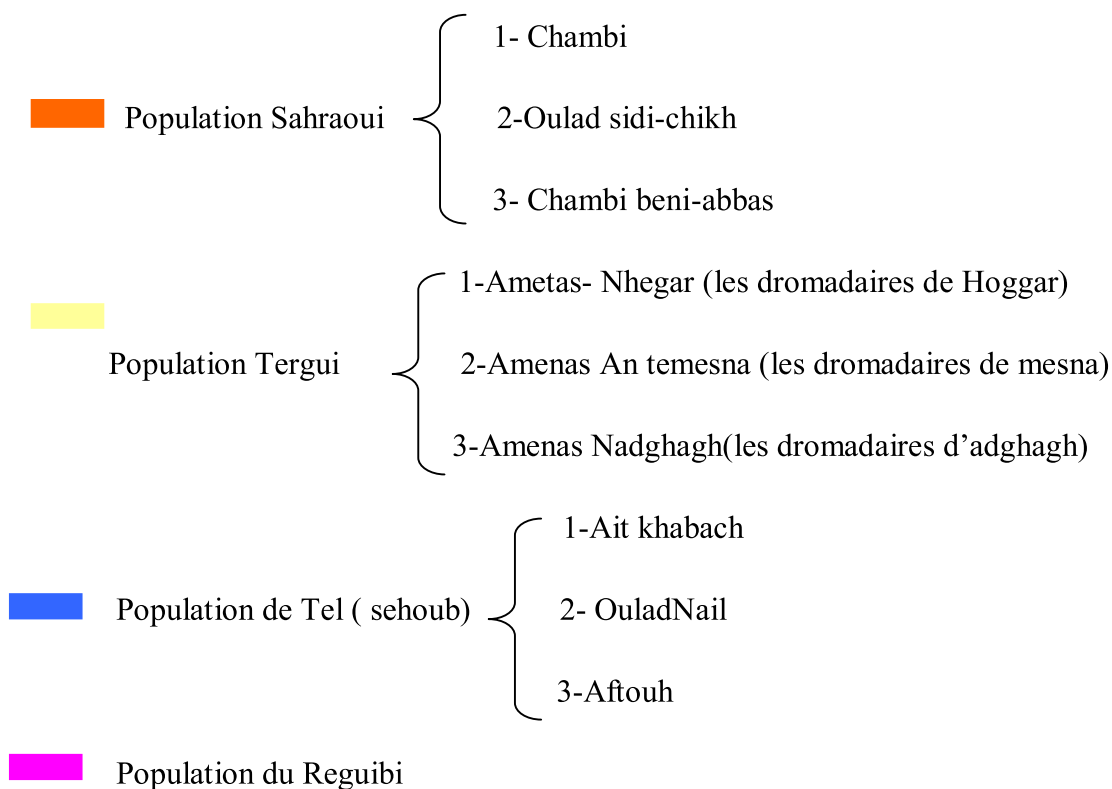 1- Chambi
Population Sahraoui
2-Oulad sidi-chikh
3- Chambi beni-abbas
1-Ametas- Nhegar (les dromadaires de Hoggar)
Population Tergui
2-Amenas An temesna (les dromadaires de mesna)
3-Amenas Nadghagh(les dromadaires d’adghagh)
1-Ait khabach
Population de Tel ( sehoub)
2- OuladNail
3-Aftouh
Population du Reguibi